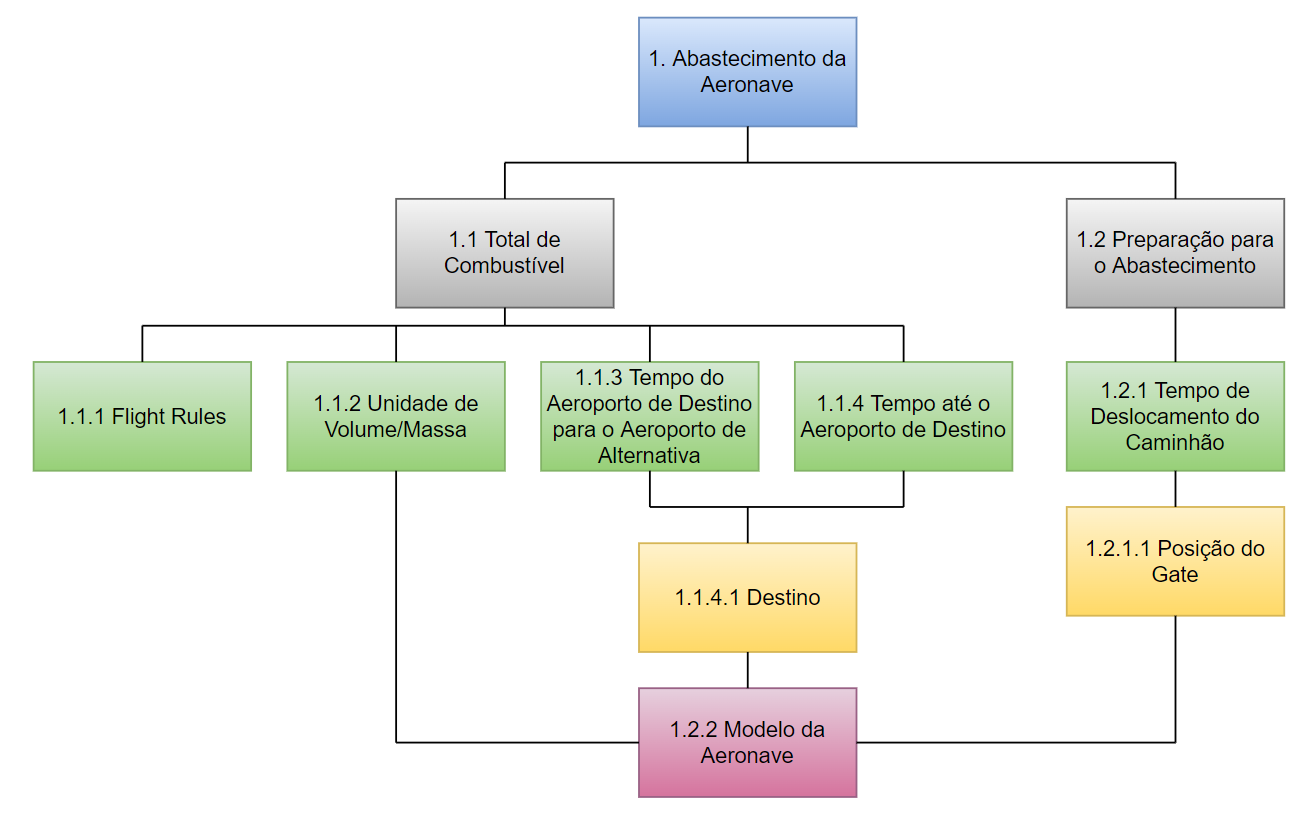 1. Abastecimento da
Aeronave
1.1 Total de
Combustível
1.2 Preparação para
o Abastecimento
1.1.1 Flight Rules
1.1.2 Unidade de
Volume/Massa
1.1.3 Tempo do
Aeroporto de Destino
para o Aeroporto de
Alternativa
1.1.4 Tempo até o
Aeroporto de Destino
1.2.1 Tempo de
Deslocamento do
Caminhão
1.1.4.1 Destino
1.2.1.1 Posição do
Gate
1.2.2 Modelo da
Aeronave